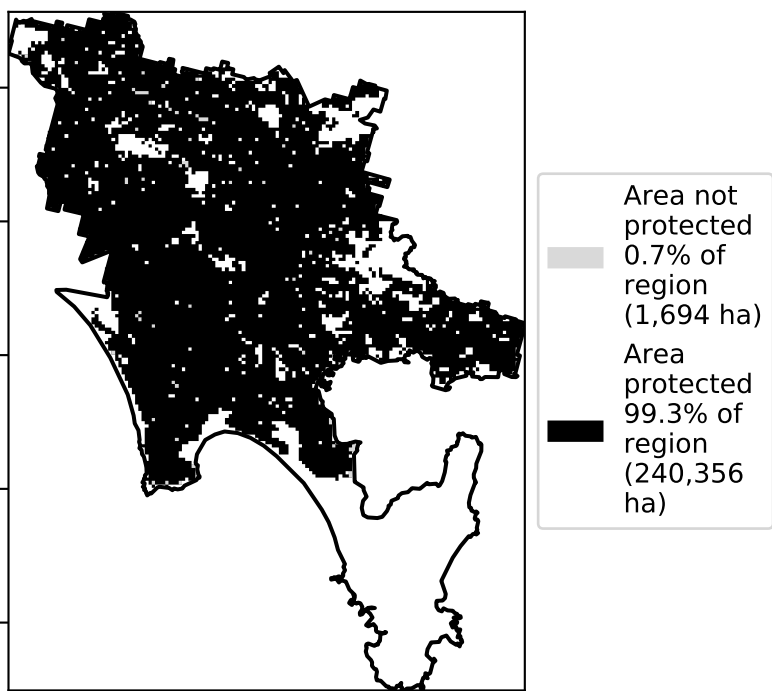 Area not
protected
0.7% of
region
(1,694 ha)
Area
protected
99.3% of
region
(240,356
ha)